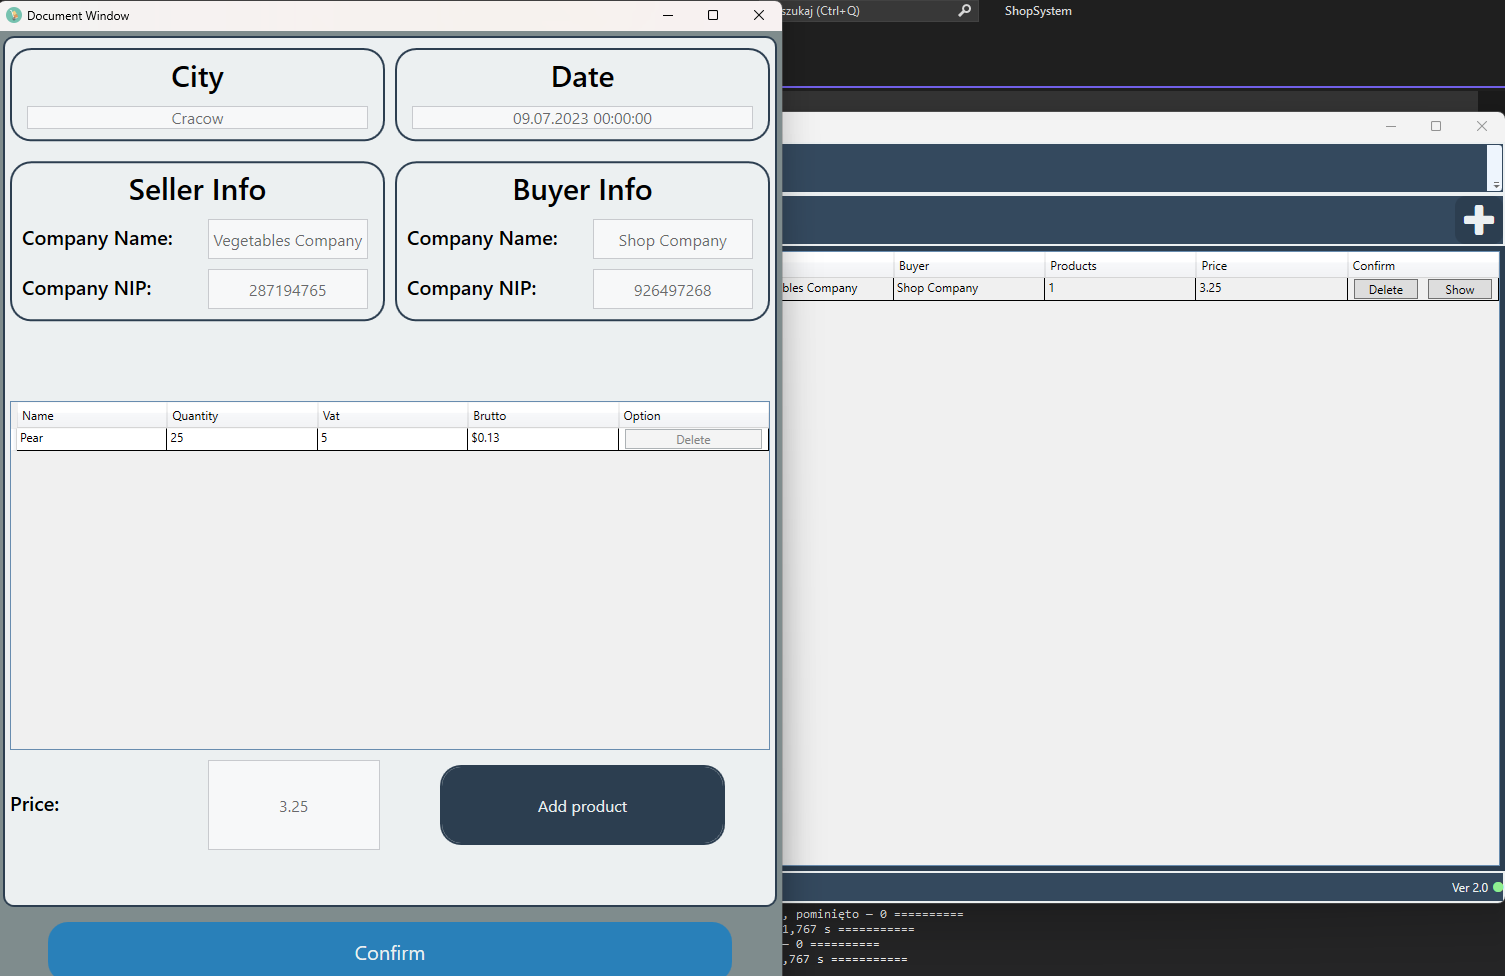 Document Window
City
Cracow
Date
09.07.2023 00:00:00
Seller Info
Company Name:
Vegetables Company
Company NIP:
287194765
Buyer Info
Company Name:
Shop Company
Company NIP:
926497268
Name Quantity Vat Brutto Option
Pear 25 5 $0.13 Delete
Price:
3.25
Add product
Confirm
szukaj (Ctrl+Q)
ShopSystem
Buyer Products Price Confirm
bles Company Shop Company 1 3.25 Delete Show
Ver 2.0
, pominięto — 0 ==========
1,767 s ===========
— 0 ==========
,767 s ===========